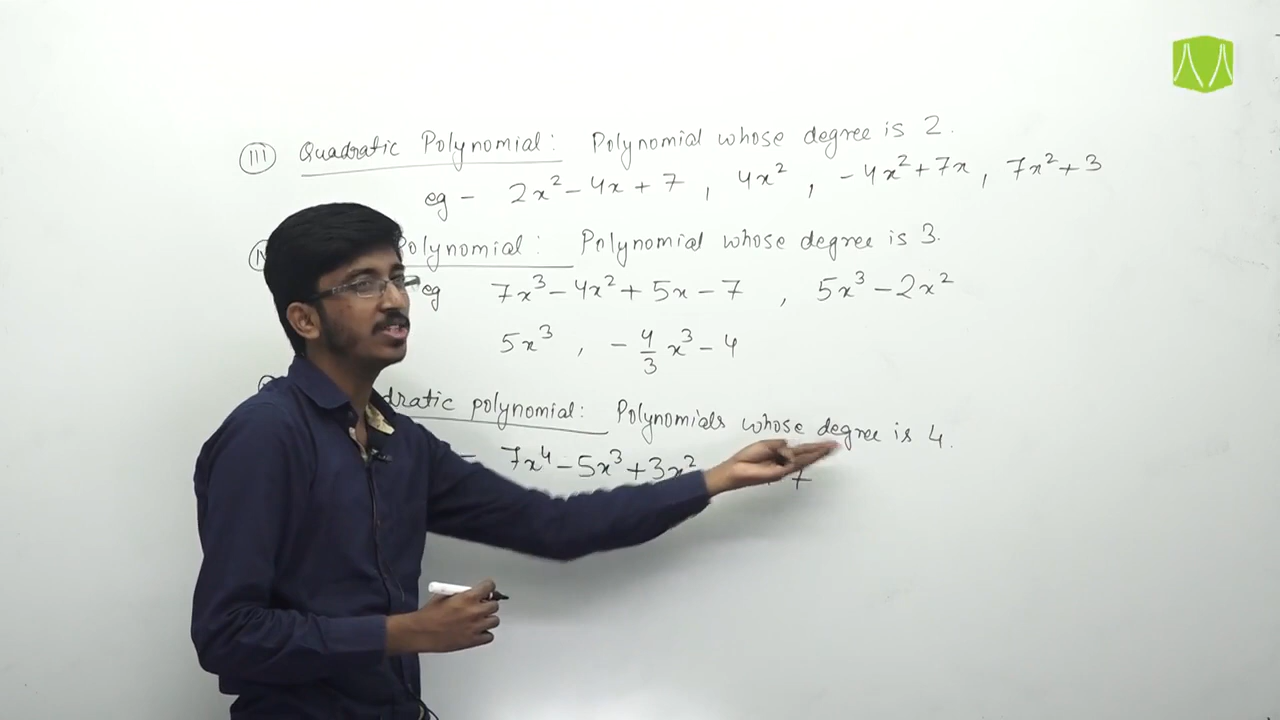 (III) Quadratic Polynomial: Polynomial whose degree is 2.
eg - 2x² - 4x + 7 , 4x² , - 4x² + 7x , 7x² + 3
Polynomial : Polynomial whose degree is 3.
eg 7x³ - 4x² + 5x - 7 , 5x³ - 2x²
5x³ , - 4/3 x³ - 4
dratic polynomial : Polynomials whose degree is 4.
- 7x⁴ - 5x³ + 3x² 7